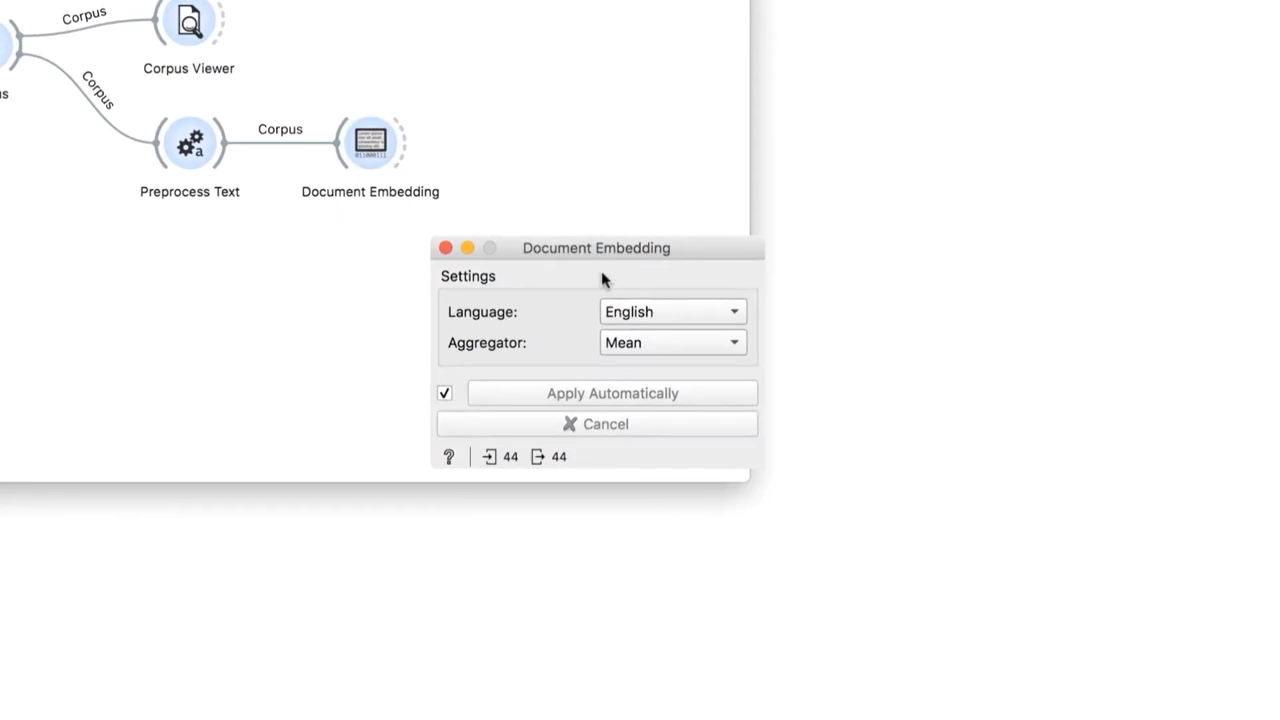 Corpus
Corpus Viewer
Corpus
Corpus
Preprocess Text
Document Embedding
Document Embedding
Settings
Language: English
Aggregator: Mean
Apply Automatically
Cancel
? 44 44